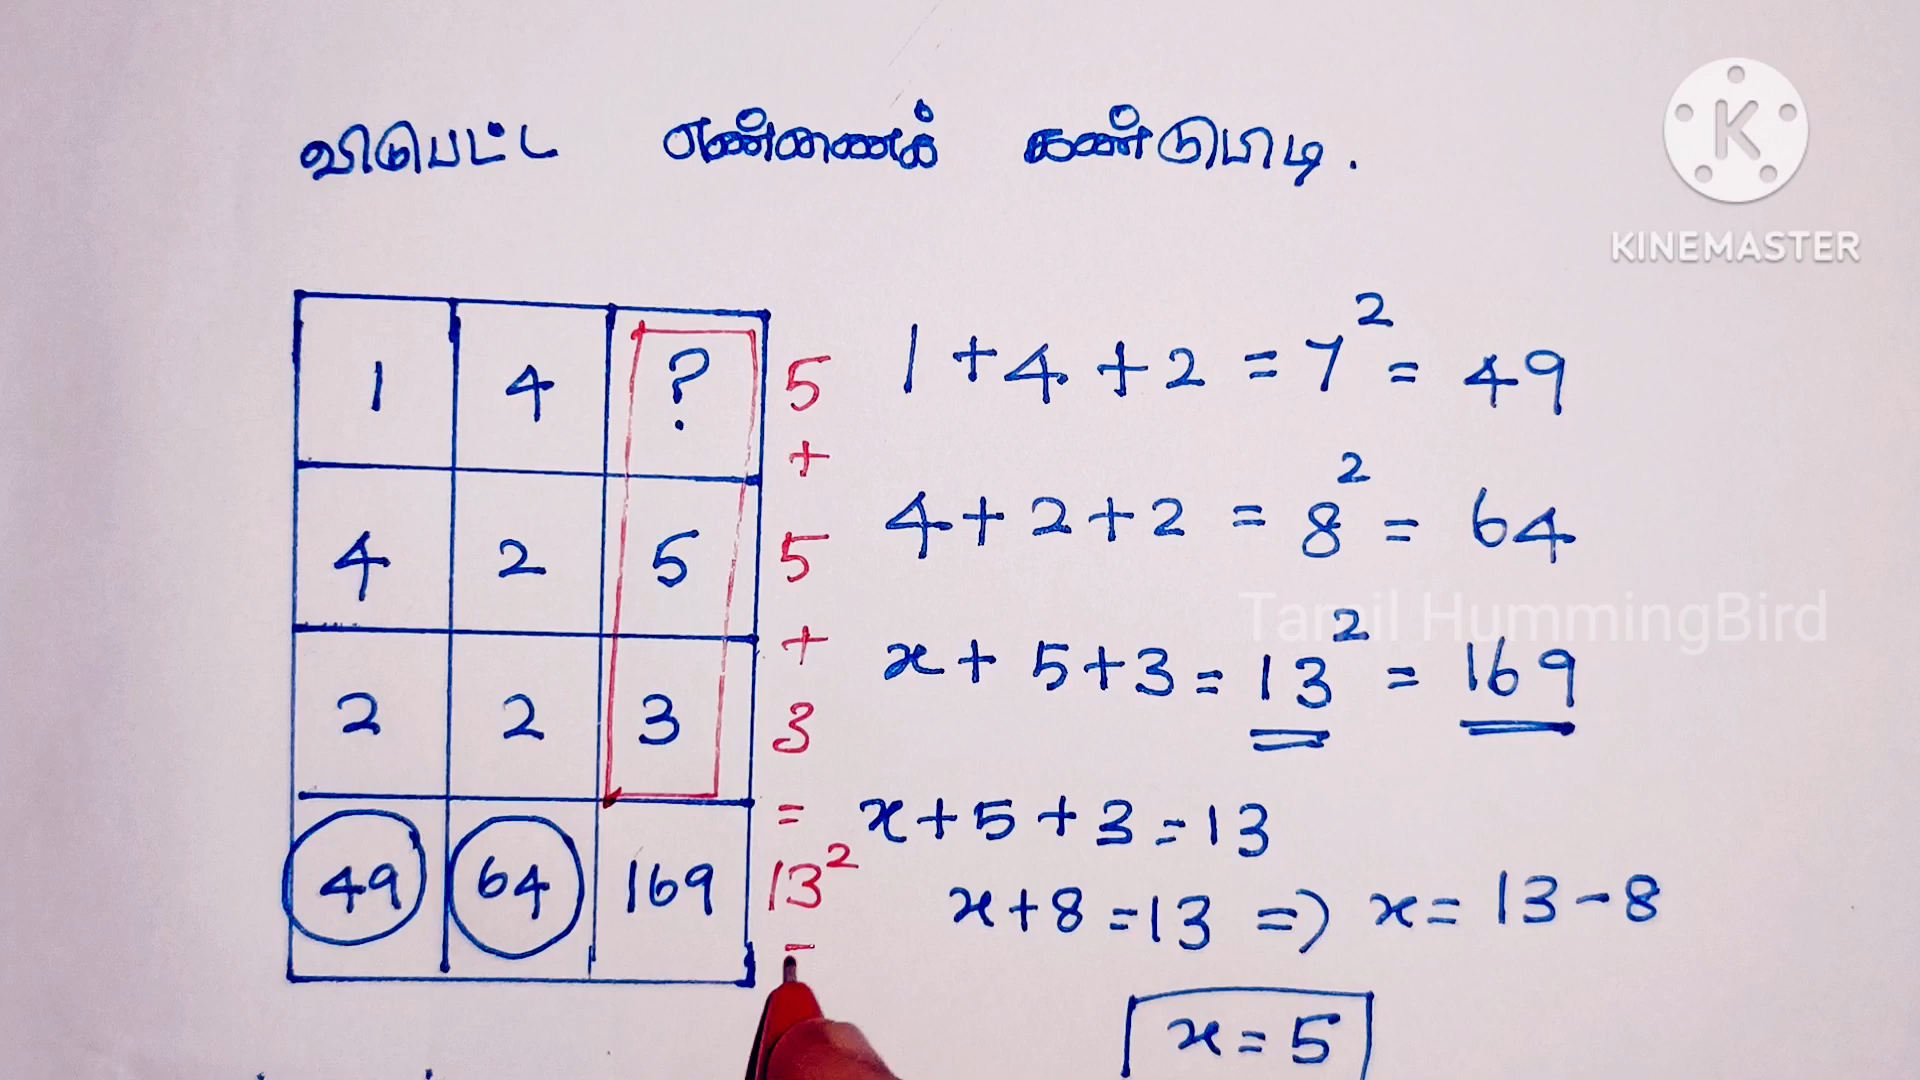 விடுபட்ட எண்ணைக் கண்டுபிடி.
K
KINEMASTER
1 4 ?
4 2 5
2 2 3
49 64 169
5
+
5
+
3
=
13²
1 + 4 + 2 = 7² = 49
4 + 2 + 2 = 8² = 64
Tamil HummingBird
x + 5 + 3 = 13² = 169
x + 5 + 3 = 13
x + 8 = 13 => x = 13 - 8
x = 5